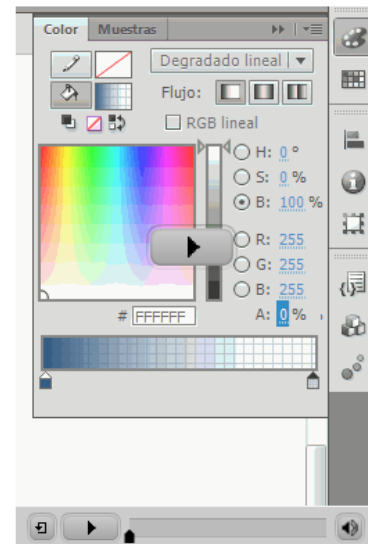 Color Muestras
Degradado lineal
Flujo:
RGB lineal
H: 0 °
S: 0 %
B: 100 %
R: 255
G: 255
B: 255
# FFFFFF A: 0 %